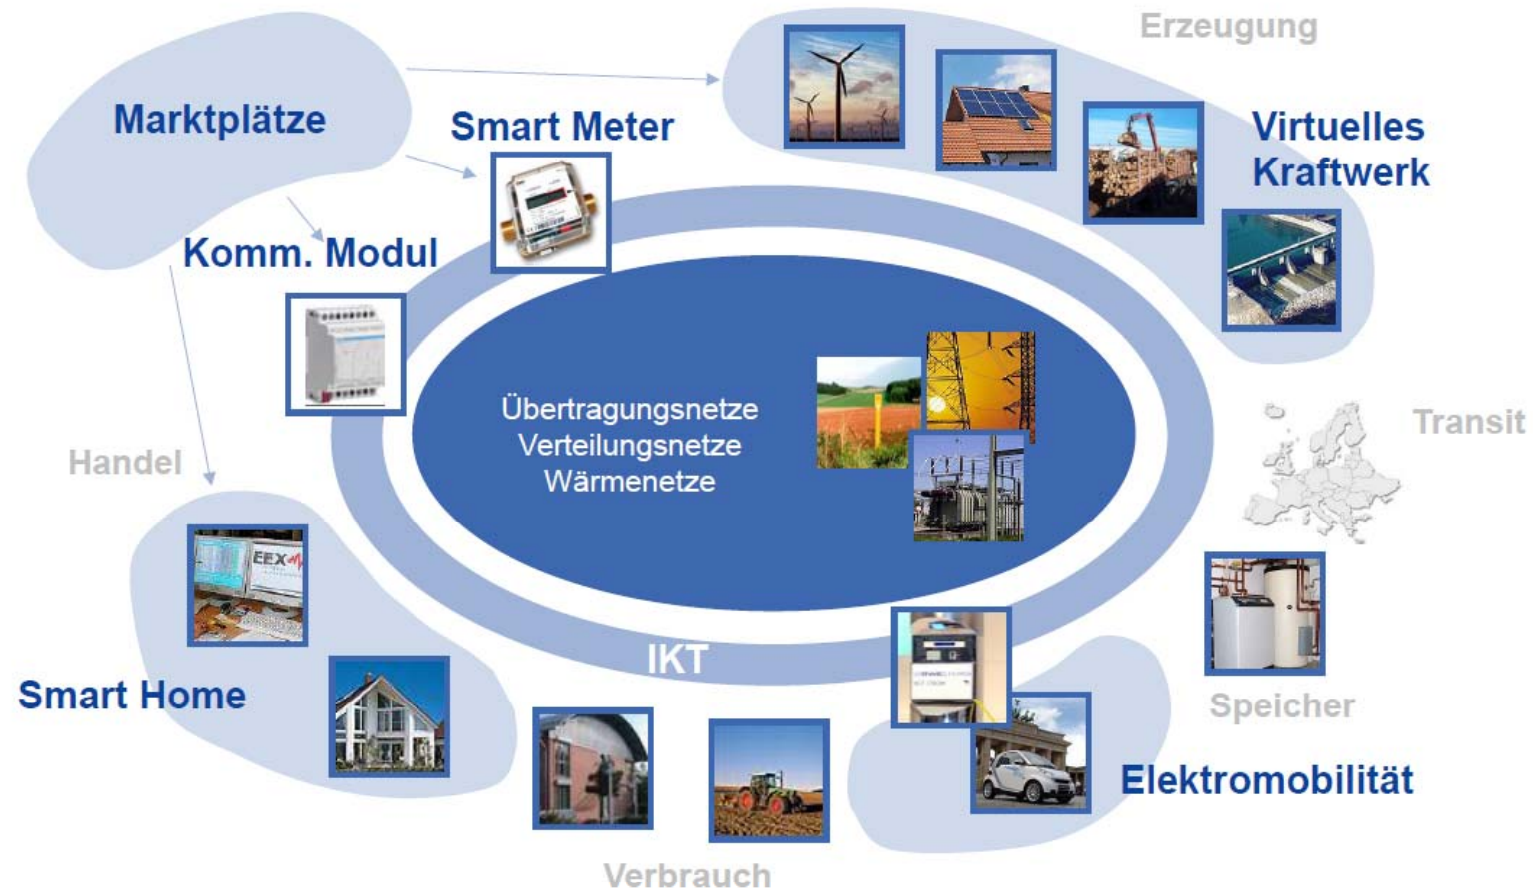 Erzeugung
Marktplätze
Smart Meter
Virtuelles
Kraftwerk
Komm. Modul
Übertragungsnetze
Verteilungsnetze
Wärmenetze
Transit
Handel
EEX
IKT
Smart Home
Speicher
Elektromobilität
Verbrauch